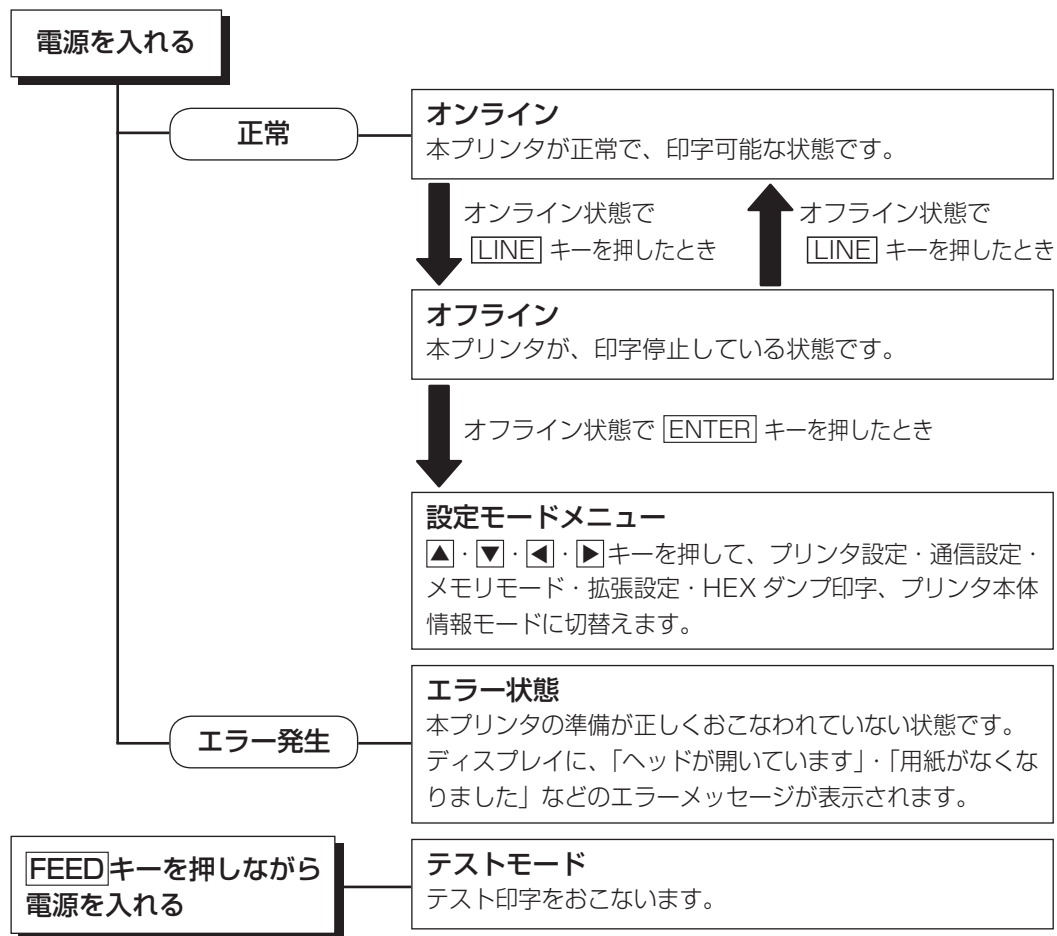 電源を入れる
正常
オンライン
本プリンタが正常で、印字可能な状態です。
オンライン状態で
LINE キーを押したとき
オフライン状態で
LINE キーを押したとき
オフライン
本プリンタが、印字停止している状態です。
オフライン状態で ENTER キーを押したとき
設定モードメニュー
▲・▼・◀・▶キーを押して、プリンタ設定・通信設定・
メモリモード・拡張設定・HEX ダンプ印字、プリンタ本体
情報モードに切替えます。
エラー発生
エラー状態
本プリンタの準備が正しくおこなわれていない状態です。
ディスプレイに、「ヘッドが開いています」・「用紙がなくな
りました」などのエラーメッセージが表示されます。
FEEDキーを押しながら
電源を入れる
テストモード
テスト印字をおこないます。